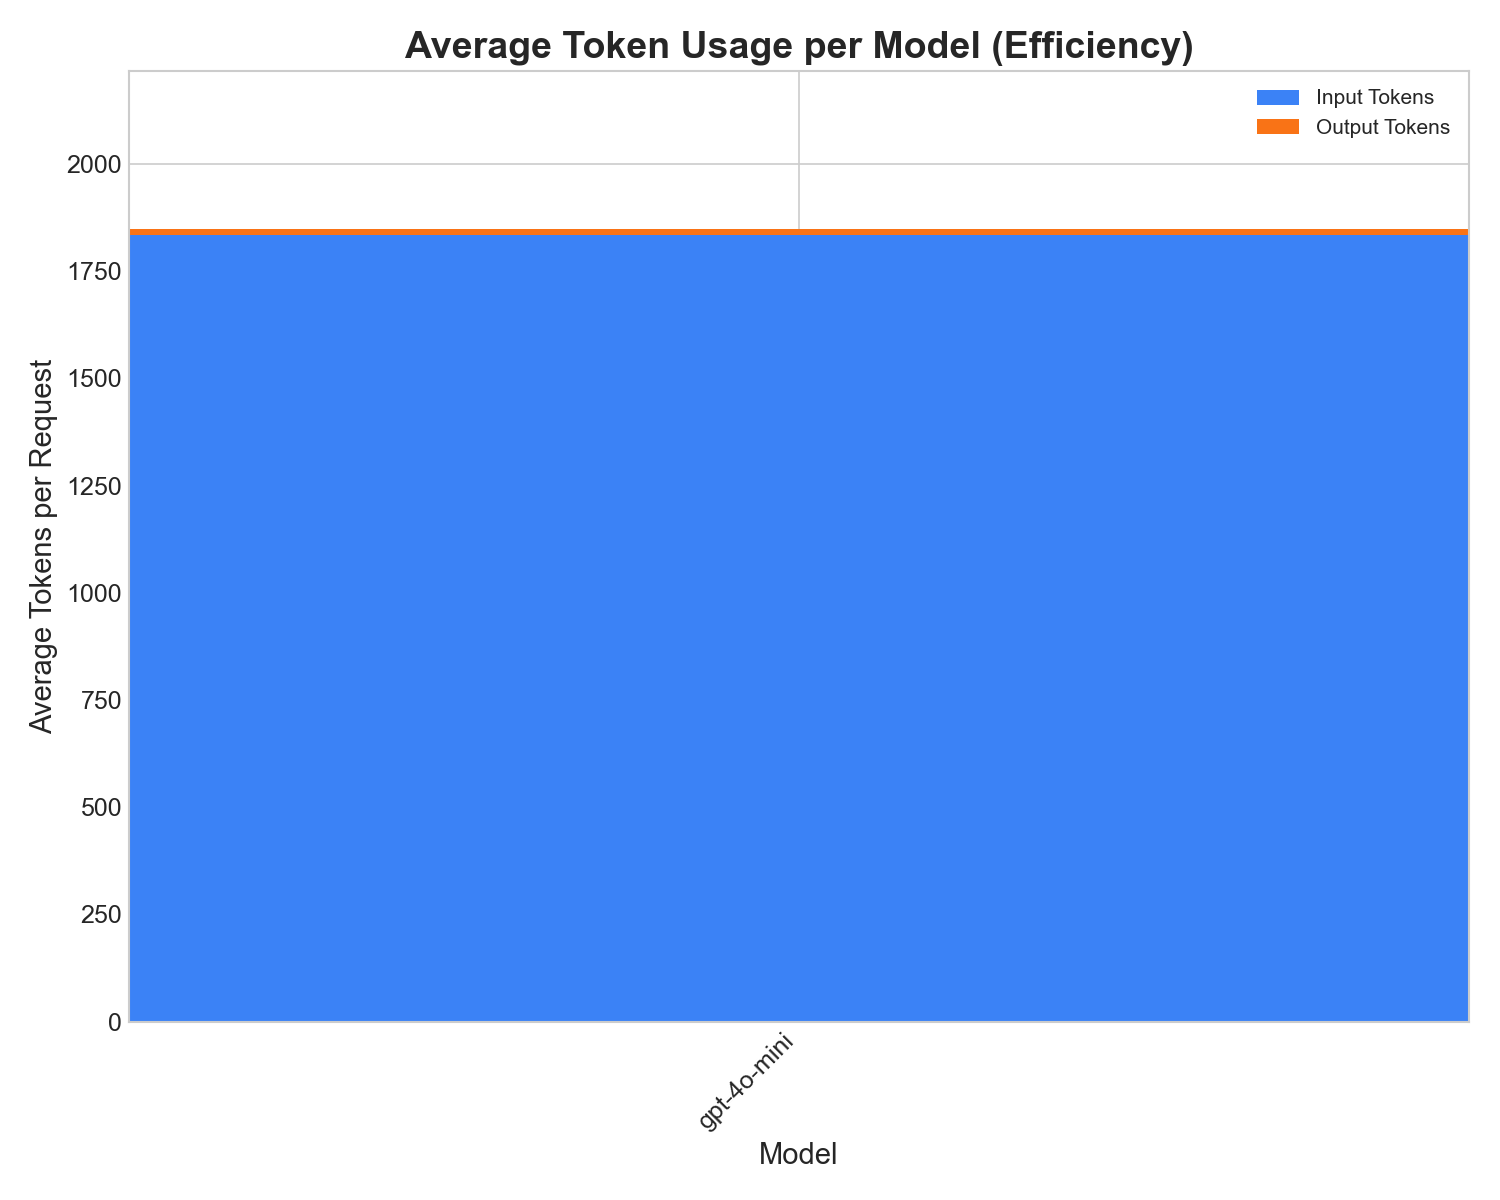 Average Token Usage per Model (Efficiency)
Input Tokens
Output Tokens
2000
1750
1500
1250
1000
750
500
250
0
Average Tokens per Request
gpt-4o-mini
Model